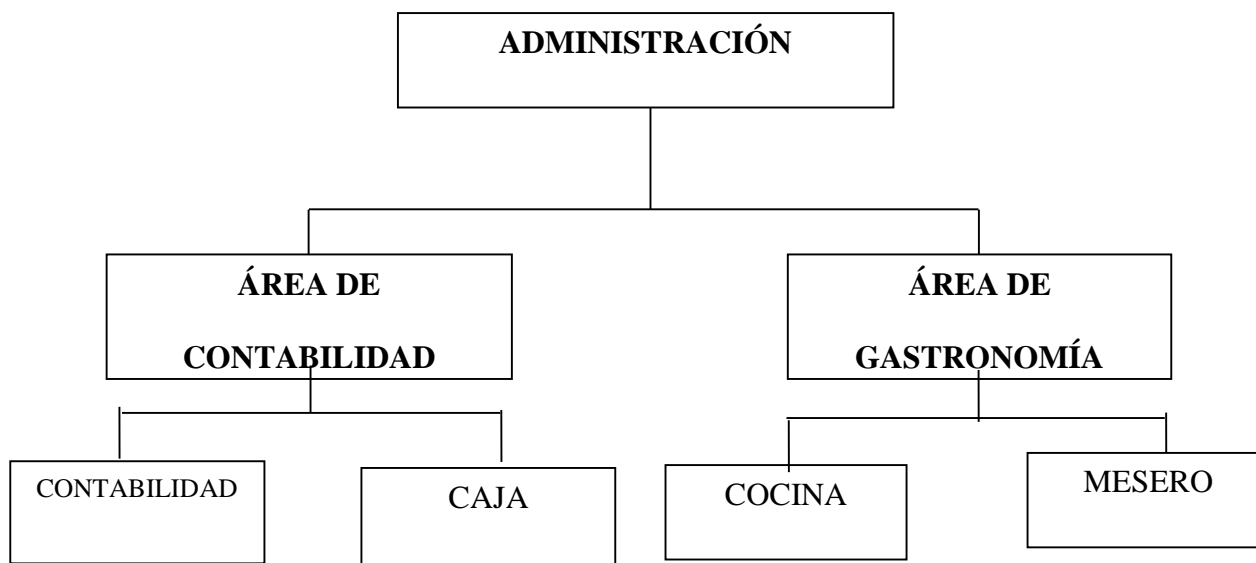 ADMINISTRACIÓN
ÁREA DE
CONTABILIDAD
ÁREA DE
GASTRONOMÍA
CONTABILIDAD
CAJA
COCINA
MESERO